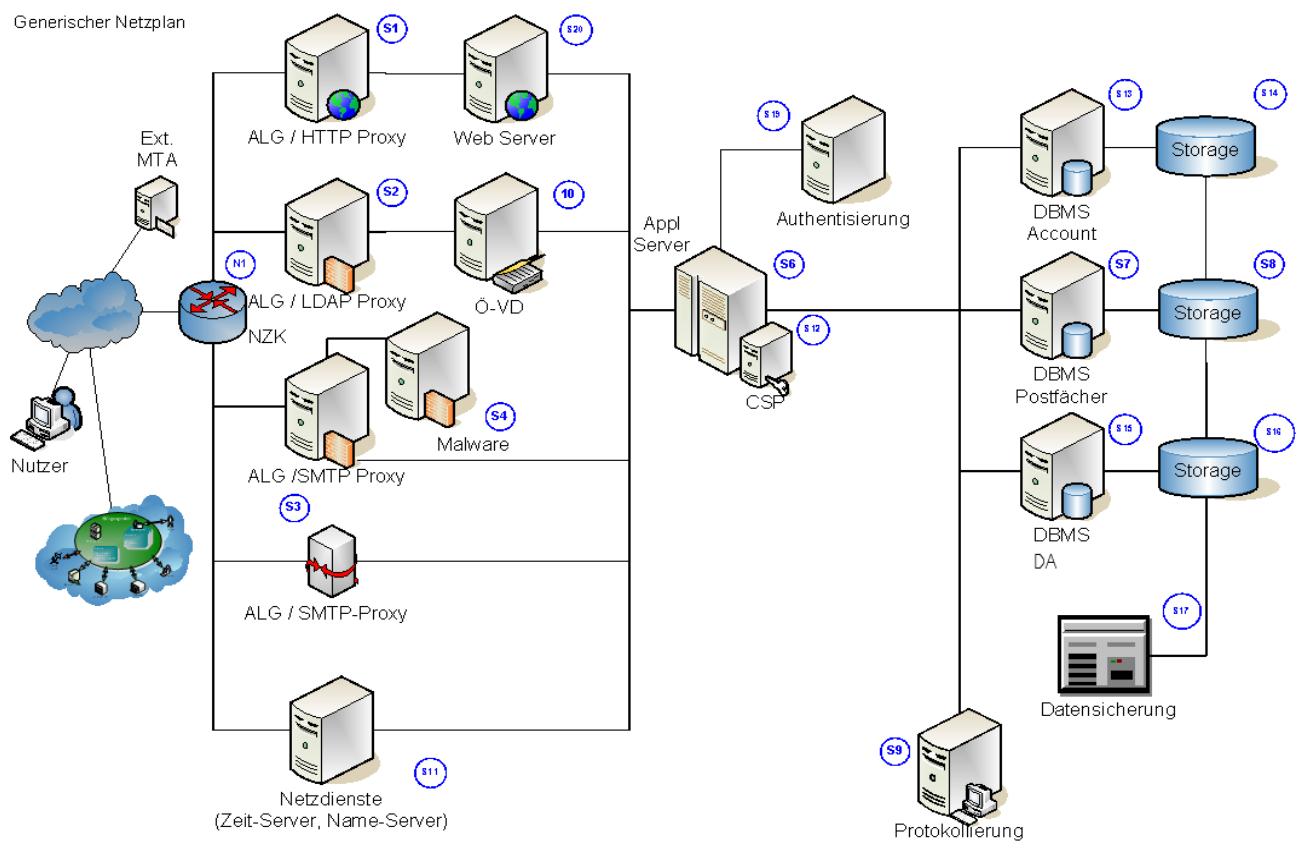 Generischer Netzplan
S1
S20
ALG / HTTP Proxy
Web Server
Ext.
MTA
S2
10
ALG / LDAP Proxy
Ö-VD
N1
NZK
S4
Malware
ALG /SMTP Proxy
Nutzer
S3
ALG / SMTP-Proxy
S11
Netzdienste
(Zeit-Server, Name-Server)
S19
Authentisierung
Appl
Server
S6
S12
CSP
S13
S14
Storage
DBMS
Account
S7
S8
Storage
DBMS
Postfächer
S15
S16
Storage
DBMS
DA
S17
Datensicherung
S9
Protokollierung